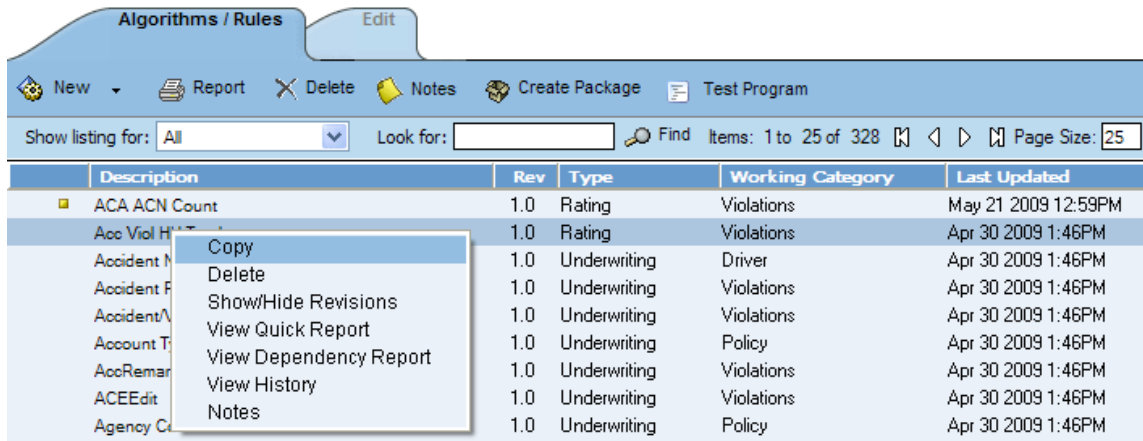 Algorithms / Rules Edit
New Report Delete Notes Create Package Test Program
Show listing for: All Look for: Find Items: 1 to 25 of 328 Page Size: 25
Description Rev Type Working Category Last Updated
ACA ACN Count 1.0 Rating Violations May 21 2009 12:59PM
Acc Viol 1.0 Rating Violations Apr 30 2009 1:46PM
Accident 1.0 Underwriting Driver Apr 30 2009 1:46PM
Accident 1.0 Underwriting Violations Apr 30 2009 1:46PM
Accident/ 1.0 Underwriting Violations Apr 30 2009 1:46PM
Account 1.0 Underwriting Policy Apr 30 2009 1:46PM
AccRemar 1.0 Underwriting Violations Apr 30 2009 1:46PM
ACEEdit 1.0 Underwriting Violations Apr 30 2009 1:46PM
Agency 1.0 Underwriting Policy Apr 30 2009 1:46PM
Copy
Delete
Show/Hide Revisions
View Quick Report
View Dependency Report
View History
Notes